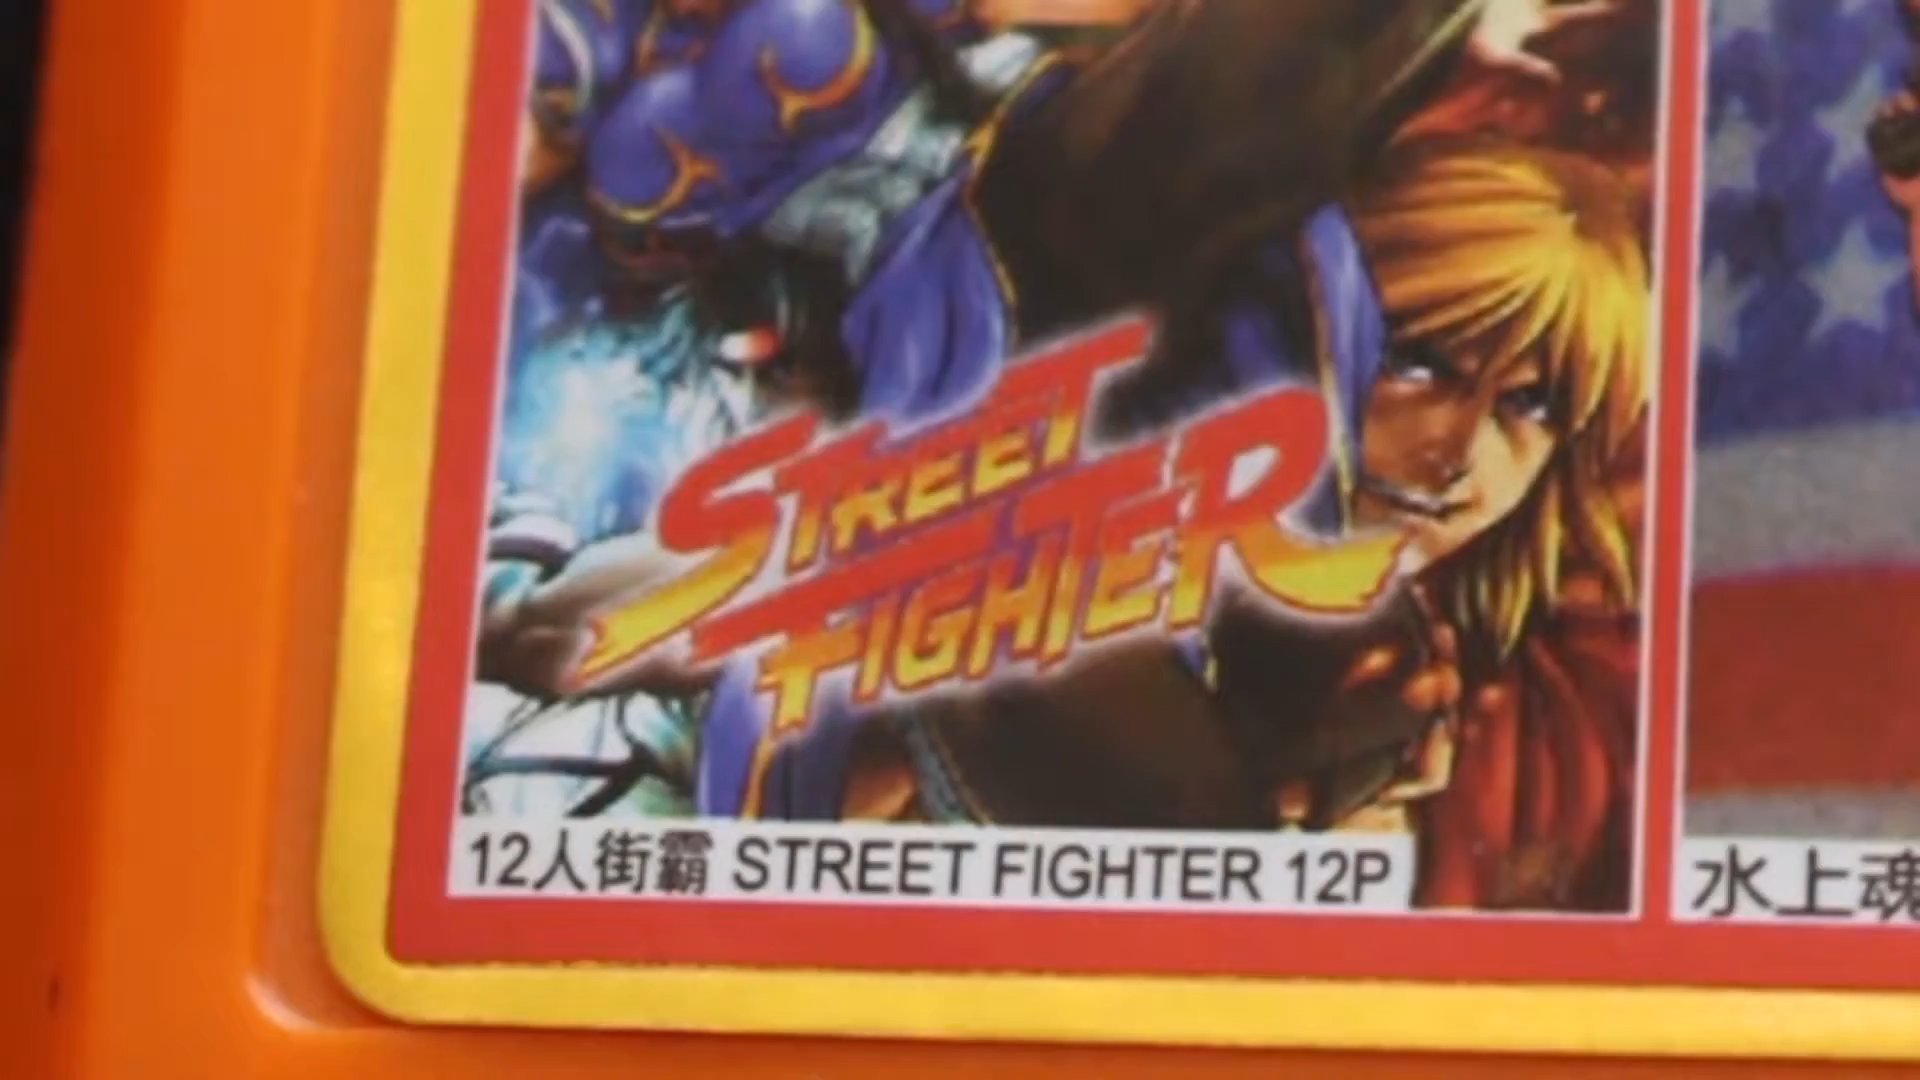 STREET
FIGHTER
12人街霸 STREET FIGHTER 12P
水上魂